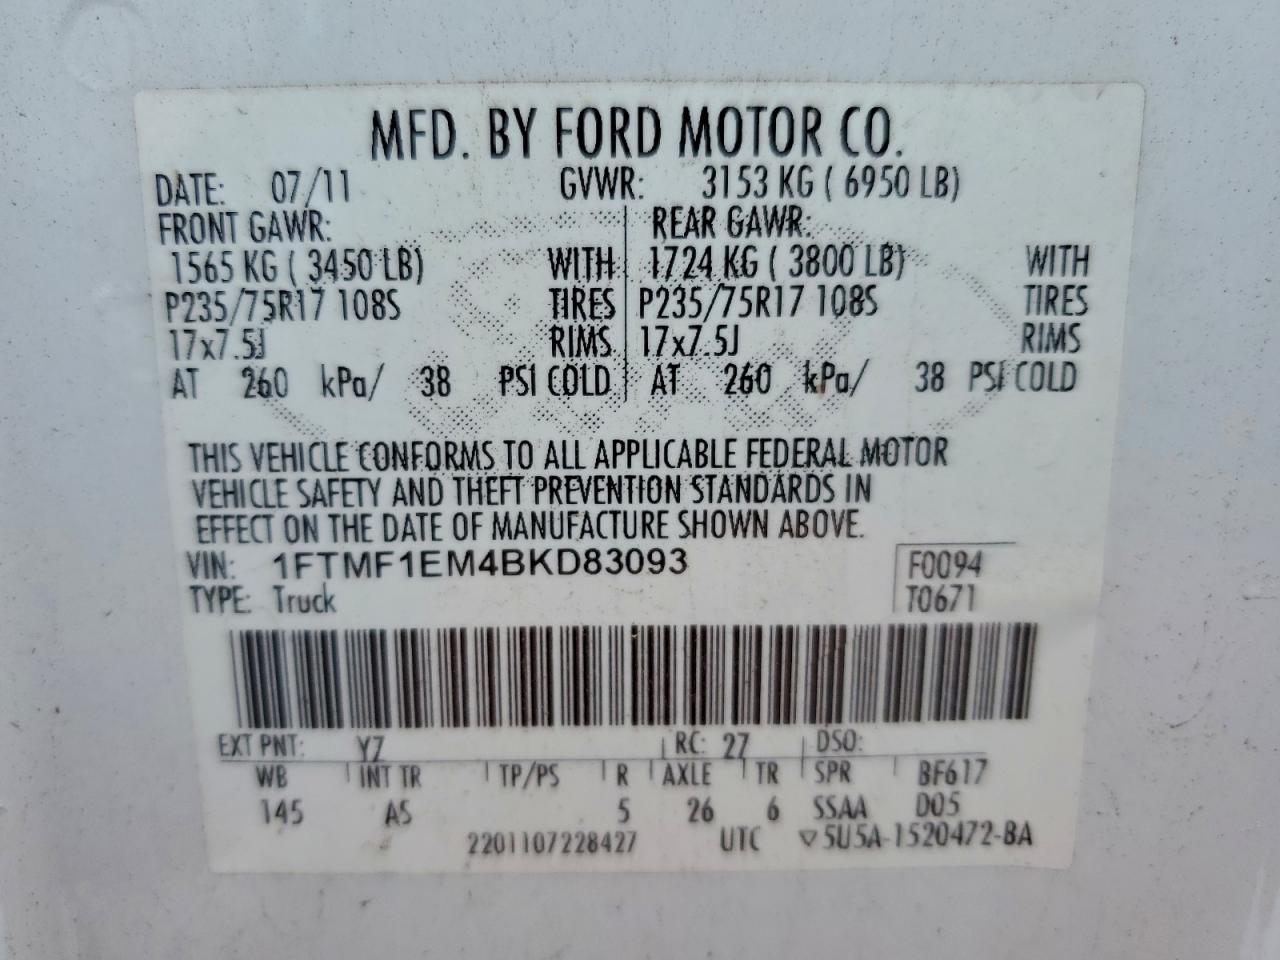 MFD. BY FORD MOTOR CO.
DATE: 07/11 GVWR: 3153 KG ( 6950 LB)
FRONT GAWR: REAR GAWR:
1565 KG ( 3450 LB) WITH 1724 KG ( 3800 LB) WITH
P235/75R17 108S TIRES P235/75R17 108S TIRES
17x7.5J RIMS 17x7.5J RIMS
AT 260 kPa/ 38 PSI COLD AT 260 kPa/ 38 PSI COLD
THIS VEHICLE CONFORMS TO ALL APPLICABLE FEDERAL MOTOR
VEHICLE SAFETY AND THEFT PREVENTION STANDARDS IN
EFFECT ON THE DATE OF MANUFACTURE SHOWN ABOVE.
VIN: 1FTMF1EM4BKD83093 F0094
TYPE: Truck T0671
EXT PNT: YZ RC: 27 DSO:
WB INT TR TP/PS R AXLE TR SPR BF617
145 AS 5 26 6 SSAA D05
2201107228427 UTC ▽5U5A-1520472-BA